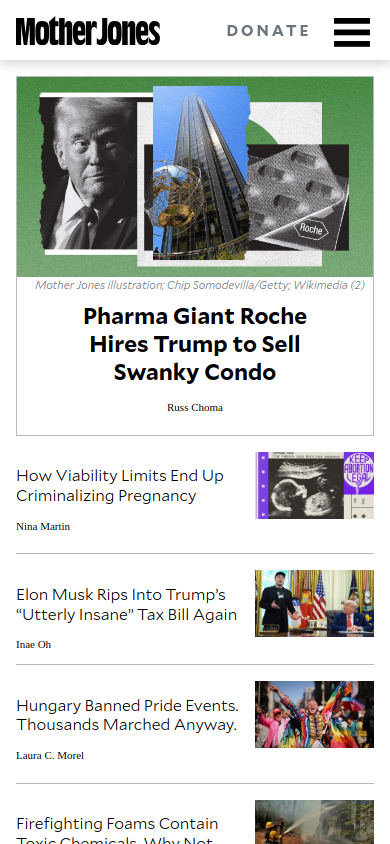 Mother Jones
DONATE
Roche
Mother Jones illustration; Chip Somodevilla/Getty; Wikimedia (2)
Pharma Giant Roche
Hires Trump to Sell
Swanky Condo
Russ Choma
How Viability Limits End Up
Criminalizing Pregnancy
KEEP
ABORTION
LEGAL
Nina Martin
Elon Musk Rips Into Trump’s
“Utterly Insane” Tax Bill Again
Inae Oh
Hungary Banned Pride Events.
Thousands Marched Anyway.
Laura C. Morel
Firefighting Foams Contain
Toxic Chemicals. Why Not